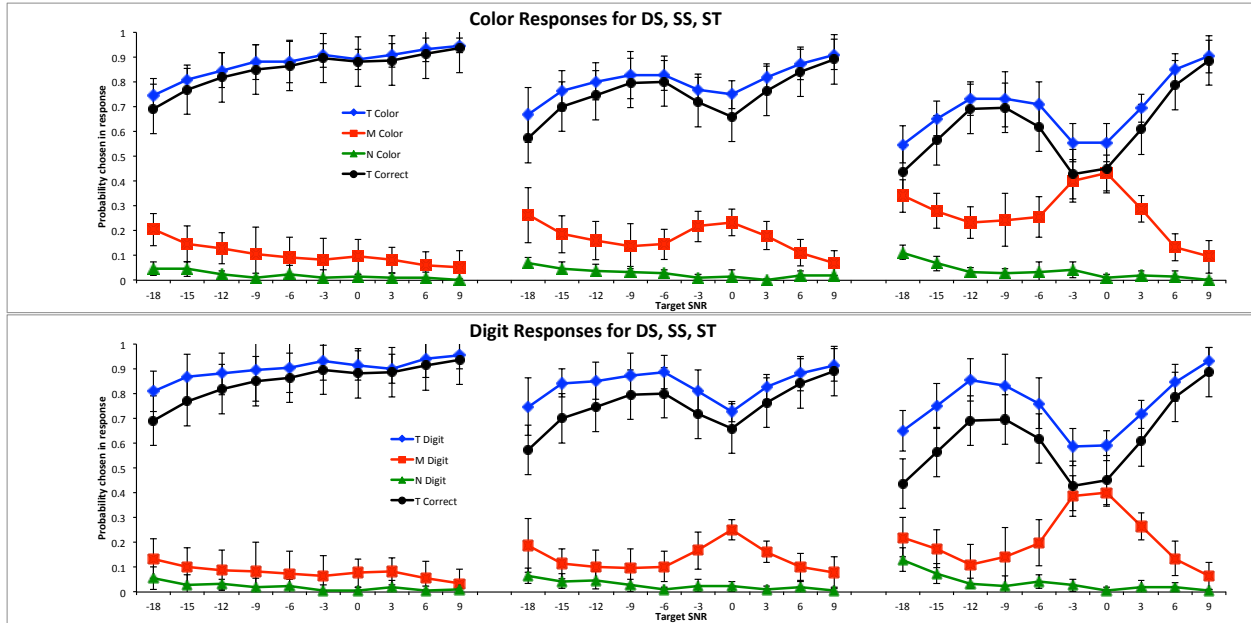 Color Responses for DS, SS, ST
Probability chosen in response
1
0.9
0.8
0.7
0.6
0.5
0.4
0.3
0.2
0.1
0
T Color
M Color
N Color
T Correct
-18 -15 -12 -9 -6 -3 0 3 6 9 -18 -15 -12 -9 -6 -3 0 3 6 9 -18 -15 -12 -9 -6 -3 0 3 6 9
Target SNR
Digit Responses for DS, SS, ST
Probability chosen in response
1
0.9
0.8
0.7
0.6
0.5
0.4
0.3
0.2
0.1
0
T Digit
M Digit
N Digit
T Correct
-18 -15 -12 -9 -6 -3 0 3 6 9 -18 -15 -12 -9 -6 -3 0 3 6 9 -18 -15 -12 -9 -6 -3 0 3 6 9
Target SNR